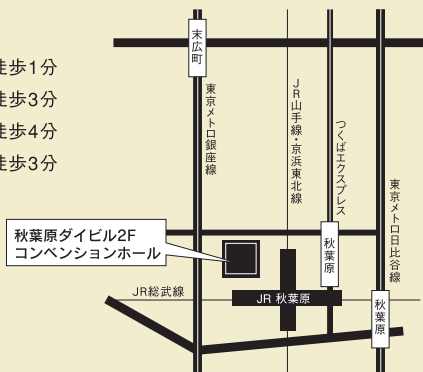 徒歩1分
徒歩3分
徒歩4分
徒歩3分
末広町
東京メトロ銀座線
JR山手線・京浜東北線
つくばエクスプレス
東京メトロ日比谷線
秋葉原ダイビル2F
コンベンションホール
秋葉原
JR総武線
JR 秋葉原
秋葉原